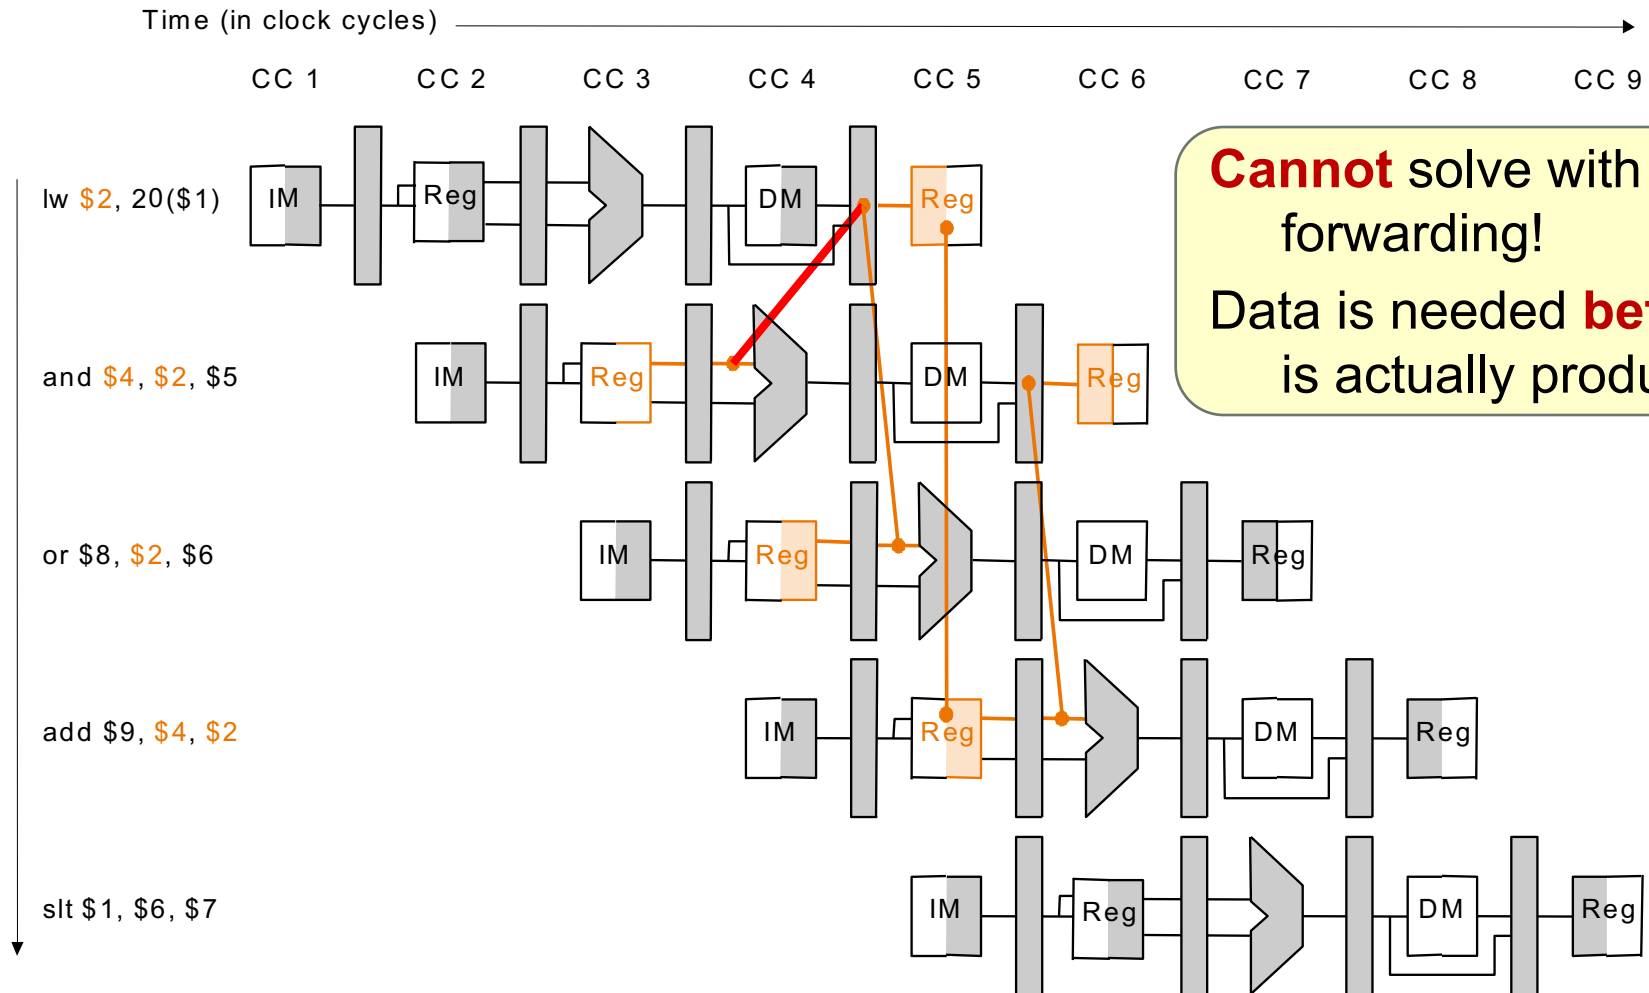 Time (in clock cycles)
CC 1 CC 2 CC 3 CC 4 CC 5 CC 6 CC 7 CC 8 CC 9
Cannot solve with
forwarding!
Data is needed bef
is actually produ
lw $2, 20($1) IM Reg DM Reg
and $4, $2, $5 IM Reg DM Reg
or $8, $2, $6 IM Reg DM Reg
add $9, $4, $2 IM Reg DM Reg
slt $1, $6, $7 IM Reg DM Reg